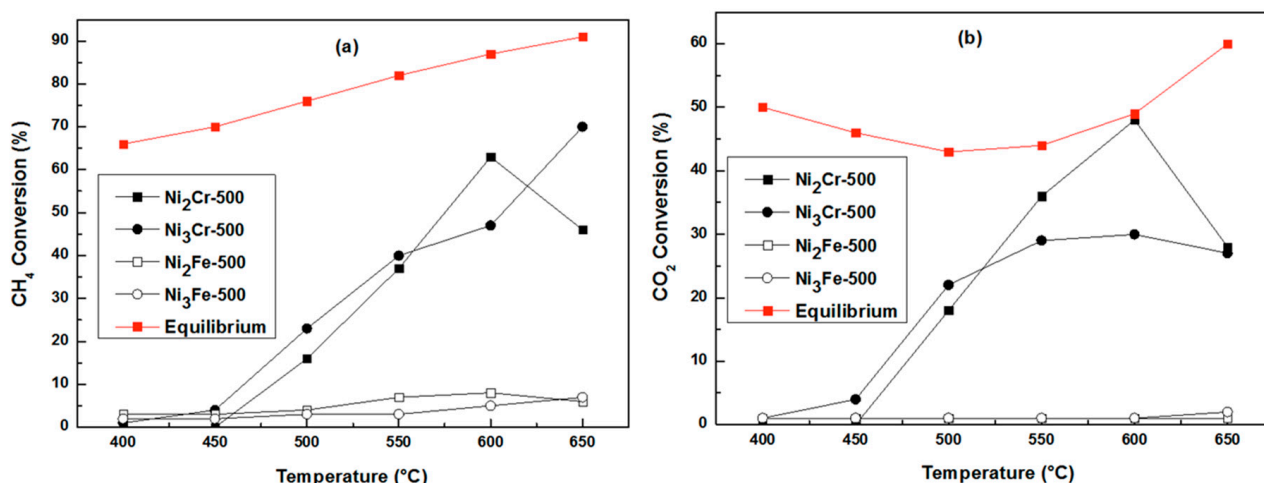 (a)
CH₄ Conversion (%)
90
80
70
60
50
40
30
20
10
0
Ni₂Cr-500
Ni₃Cr-500
Ni₂Fe-500
Ni₃Fe-500
Equilibrium
400 450 500 550 600 650
Temperature (°C)
(b)
CO₂ Conversion (%)
60
50
40
30
20
10
0
Ni₂Cr-500
Ni₃Cr-500
Ni₂Fe-500
Ni₃Fe-500
Equilibrium
400 450 500 550 600 650
Temperature (°C)